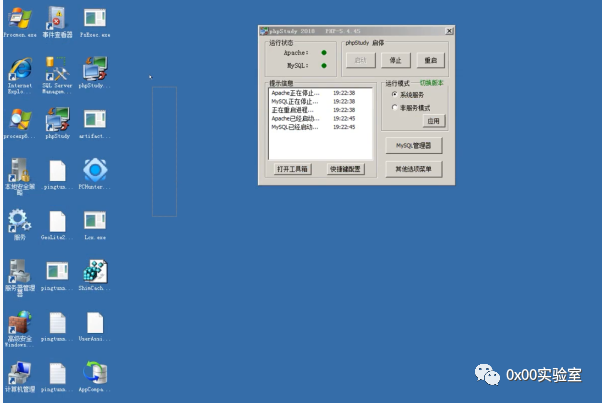 Procmon.exe
事件查看器
PsExec.exe
Internet Explo...
SQL Server Managem...
phpStudy...
procexp6...
phpStudy
artifact...
本地安全策略
pingtunn...
PCHunter...
服务
GeoLite2...
服务器管理器
pingtunn...
ShimCach...
高级安全 Windows...
pingtunn...
UserAssi...
计算机管理
pingtunn...
AppCompa...
phpStudy 2018 PHP-5.4.45
运行状态
Apache:
MySQL:
phpStudy 启停
启动
停止
重启
提示信息
Apache正在停止... 19:22:38
MySQL正在停止... 19:22:38
正在重启进程... 19:22:38
Apache已经启动... 19:22:45
MySQL已经启动... 19:22:45
打开工具箱
快捷键配置
运行模式
切换版本
系统服务
非服务模式
应用
MySQL管理器
其他选项菜单
0x00实验室